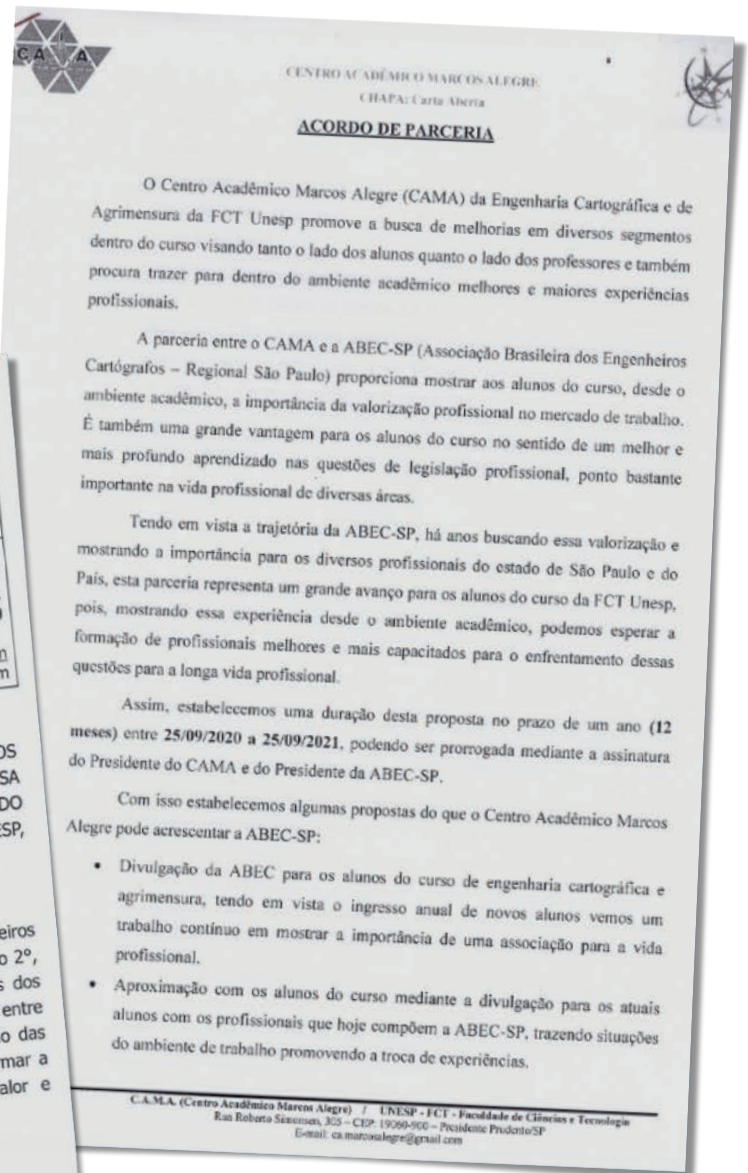 CAMA
CENTRO ACADÊMICO MARCOS ALEGRE
CHAPA: Carta Aberta
ACORDO DE PARCERIA
O Centro Acadêmico Marcos Alegre (CAMA) da Engenharia Cartográfica e de
Agrimensura da FCT Unesp promove a busca de melhorias em diversos segmentos
dentro do curso visando tanto o lado dos alunos quanto o lado dos professores e também
procura trazer para dentro do ambiente acadêmico melhores e maiores experiências
profissionais.
A parceria entre o CAMA e a ABEC-SP (Associação Brasileira dos Engenheiros
Cartógrafos – Regional São Paulo) proporciona mostrar aos alunos do curso, desde o
ambiente acadêmico, a importância da valorização profissional no mercado de trabalho.
É também uma grande vantagem para os alunos do curso no sentido de um melhor e
mais profundo aprendizado nas questões de legislação profissional, ponto bastante
importante na vida profissional de diversas áreas.
Tendo em vista a trajetória da ABEC-SP, há anos buscando essa valorização e
mostrando a importância para os diversos profissionais do estado de São Paulo e do
País, esta parceria representa um grande avanço para os alunos do curso da FCT Unesp,
pois, mostrando essa experiência desde o ambiente acadêmico, podemos esperar a
formação de profissionais melhores e mais capacitados para o enfrentamento dessas
questões para a longa vida profissional.
Assim, estabelecemos uma duração desta proposta no prazo de um ano (12
meses) entre 25/09/2020 a 25/09/2021, podendo ser prorrogada mediante a assinatura
do Presidente do CAMA e do Presidente da ABEC-SP.
Com isso estabelecemos algumas propostas do que o Centro Acadêmico Marcos
Alegre pode acrescentar a ABEC-SP:
• Divulgação da ABEC para os alunos do curso de engenharia cartográfica e
agrimensura, tendo em vista o ingresso anual de novos alunos vemos um
trabalho contínuo em mostrar a importância de uma associação para a vida
profissional.
• Aproximação com os alunos do curso mediante a divulgação para os atuais
alunos com os profissionais que hoje compõem a ABEC-SP, trazendo situações
do ambiente de trabalho promovendo a troca de experiências.
C.A.M.A. (Centro Acadêmico Marcos Alegre) / UNESP - FCT - Faculdade de Ciências e Tecnologia
Rua Roberto Simonsen, 305 – CEP: 19060-900 – Presidente Prudente/SP
E-mail: ca.marcosalegre@gmail.com
OS
SA
DO
ESP,
eiros
o 2º,
s dos
entre
o das
mar a
alor e